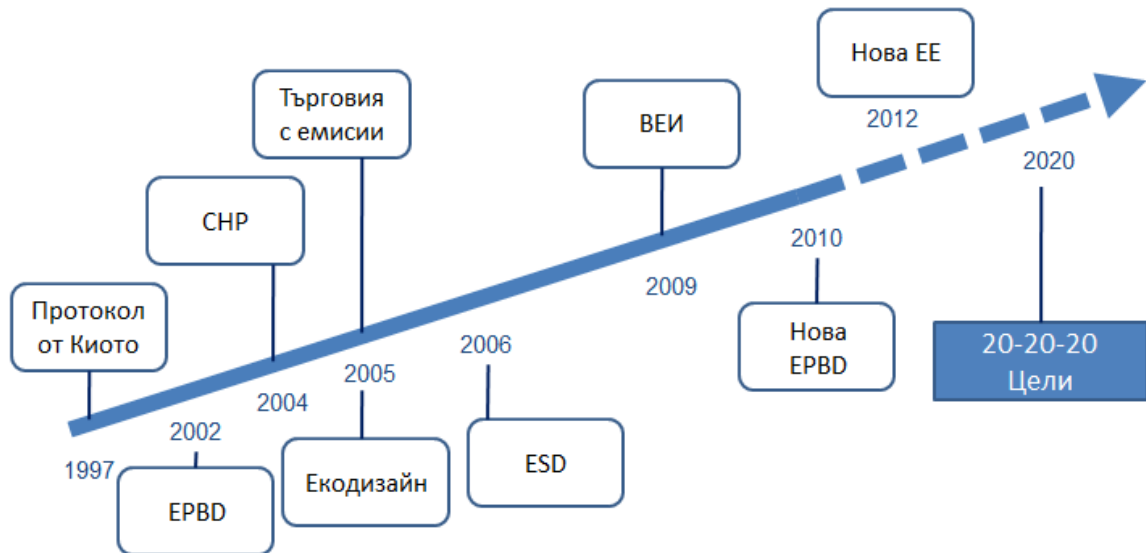 Нова ЕЕ
Търговия
с емисии
ВЕИ
2012
2020
CHP
2010
2009
Протокол
от Киото
2006
Нова
EPBD
20-20-20
Цели
2005
2004
2002
1997
Екодизайн
ESD
EPBD